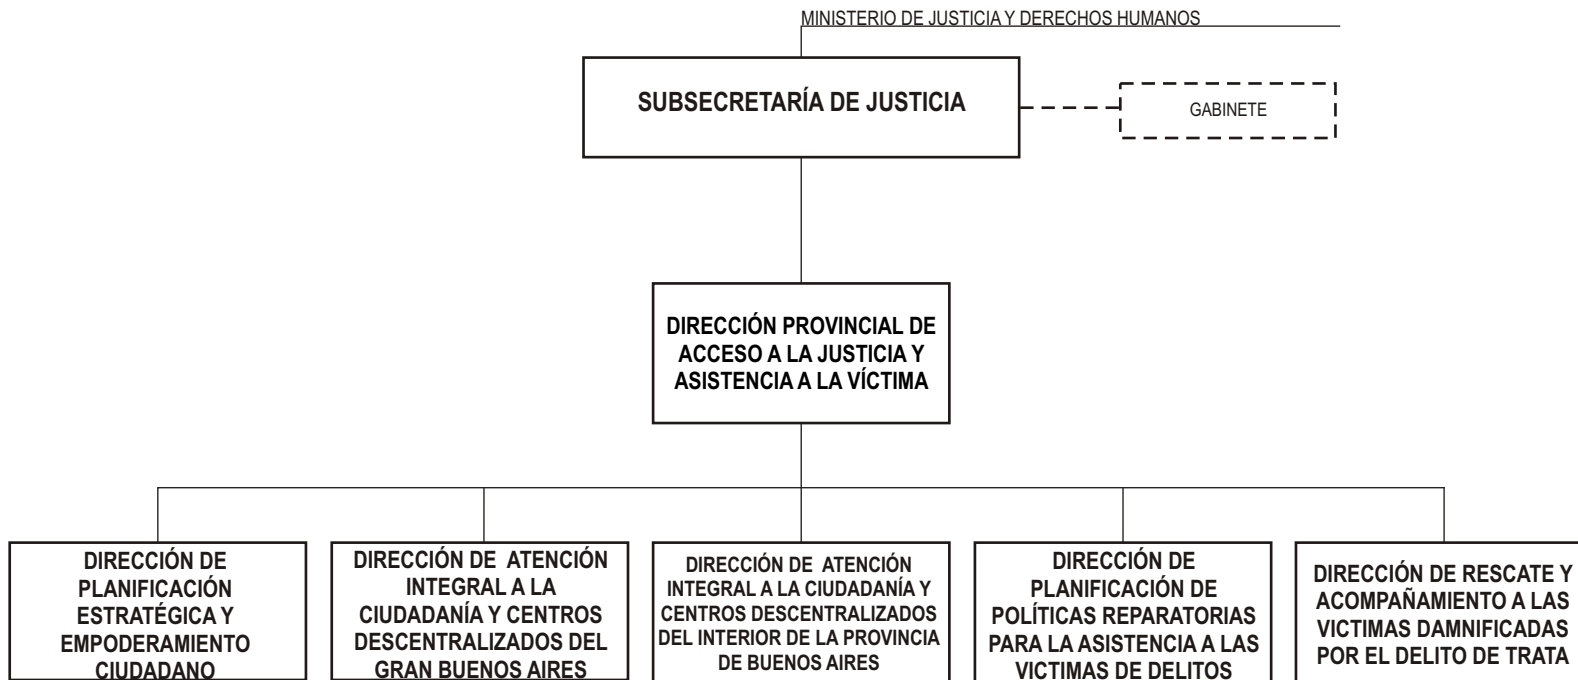 MINISTERIO DE JUSTICIA Y DERECHOS HUMANOS
SUBSECRETARÍA DE JUSTICIA
GABINETE
DIRECCIÓN PROVINCIAL DE
ACCESO A LA JUSTICIA Y
ASISTENCIA A LA VÍCTIMA
DIRECCIÓN DE
PLANIFICACIÓN
ESTRATÉGICA Y
EMPODERAMIENTO
CIUDADANO
DIRECCIÓN DE ATENCIÓN
INTEGRAL A LA
CIUDADANÍA Y CENTROS
DESCENTRALIZADOS DEL
GRAN BUENOS AIRES
DIRECCIÓN DE ATENCIÓN
INTEGRAL A LA CIUDADANÍA Y
CENTROS DESCENTRALIZADOS
DEL INTERIOR DE LA PROVINCIA
DE BUENOS AIRES
DIRECCIÓN DE
PLANIFICACIÓN DE
POLÍTICAS REPARATORIAS
PARA LA ASISTENCIA A LAS
VICTIMAS DE DELITOS
DIRECCIÓN DE RESCATE Y
ACOMPAÑAMIENTO A LAS
VICTIMAS DAMNIFICADAS
POR EL DELITO DE TRATA